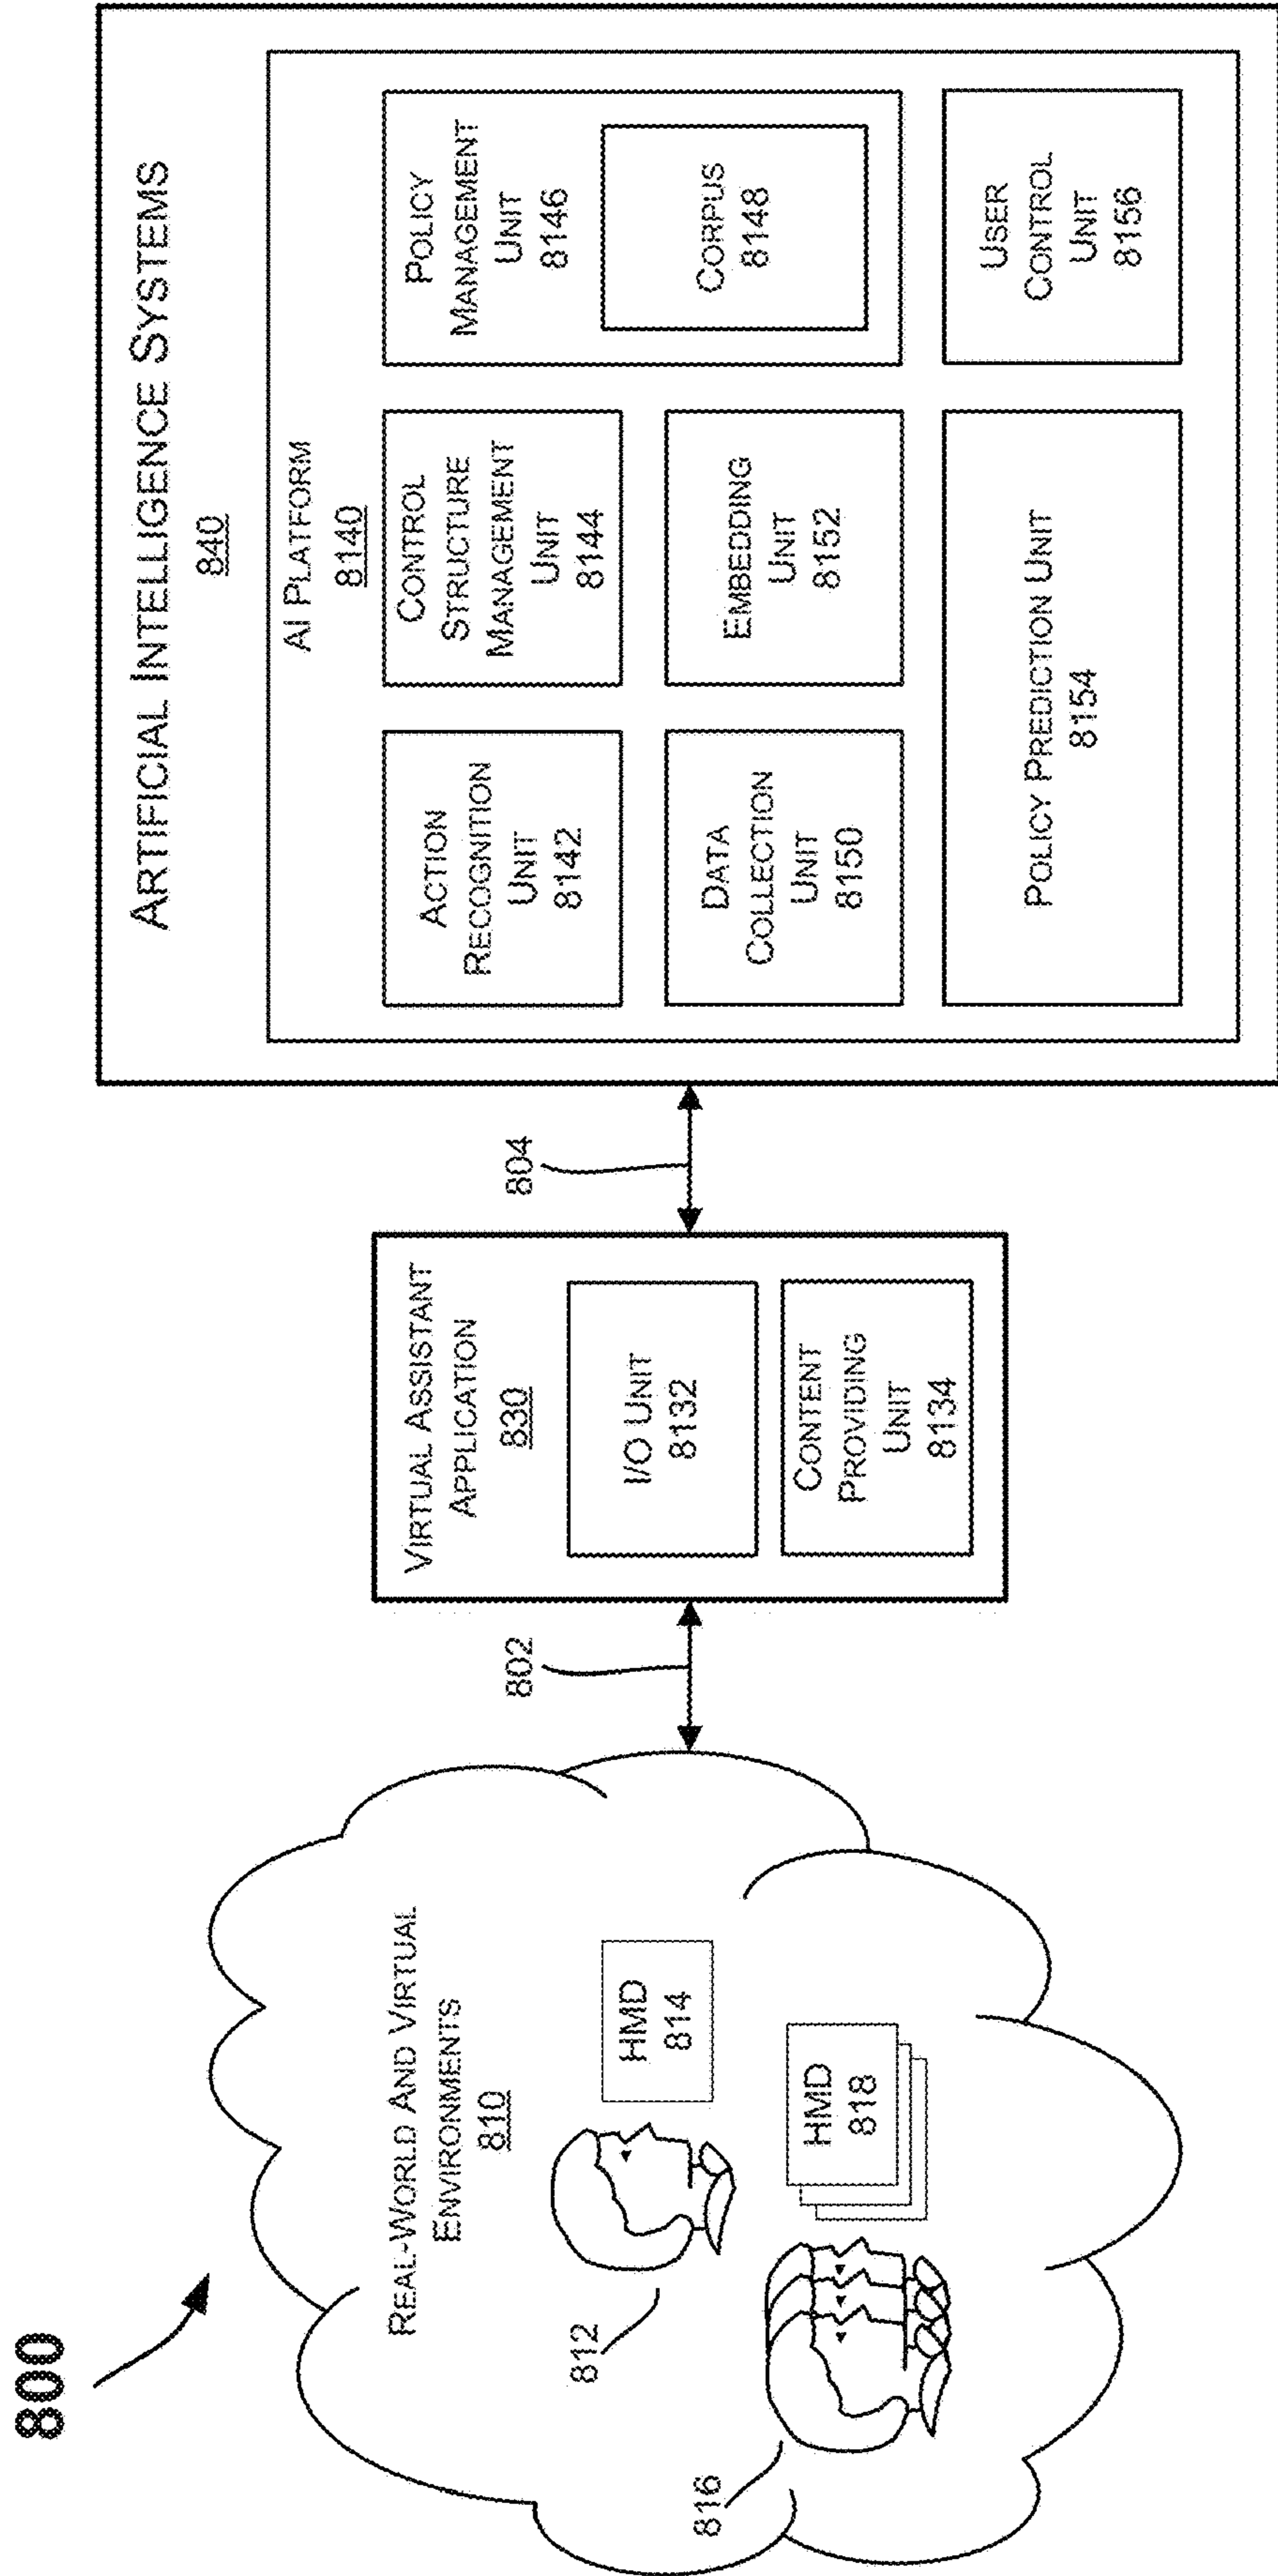 800
REAL-WORLD AND VIRTUAL
ENVIRONMENTS
810
812
HMD
814
816
HMD
818
802
VIRTUAL ASSISTANT
APPLICATION
830
I/O UNIT
8132
CONTENT
PROVIDING
UNIT
8134
804
ARTIFICIAL INTELLIGENCE SYSTEMS
840
AI PLATFORM
8140
ACTION
RECOGNITION
UNIT
8142
CONTROL
STRUCTURE
MANAGEMENT
UNIT
8144
POLICY
MANAGEMENT
UNIT
8146
CORPUS
8148
DATA
COLLECTION
UNIT
8150
EMBEDDING
UNIT
8152
POLICY PREDICTION UNIT
8154
USER
CONTROL
UNIT
8156